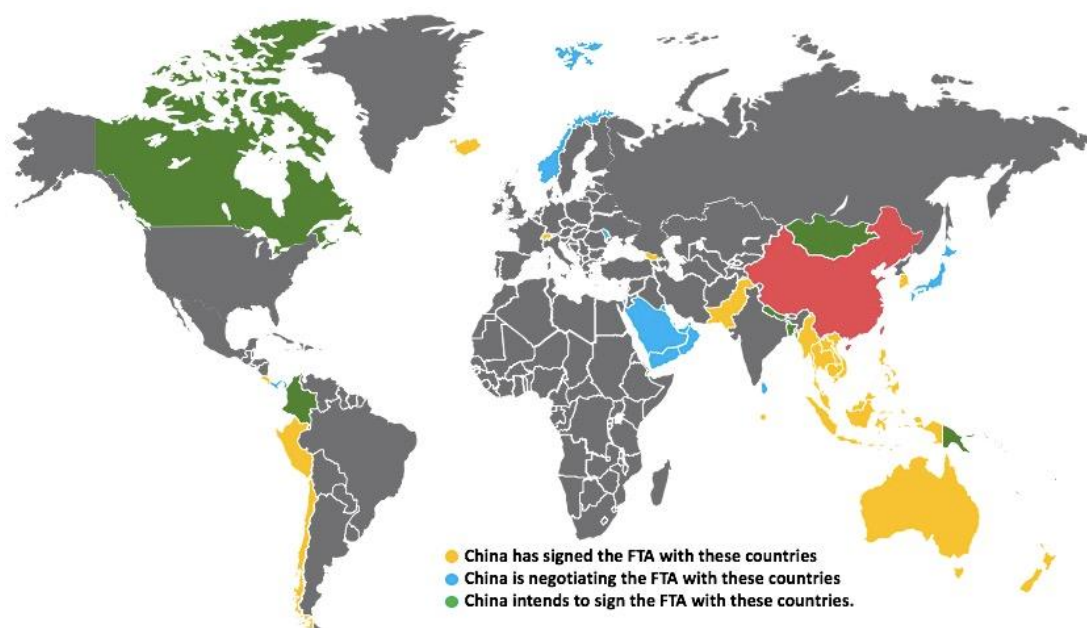 China has signed the FTA with these countries
China is negotiating the FTA with these countries
China intends to sign the FTA with these countries.